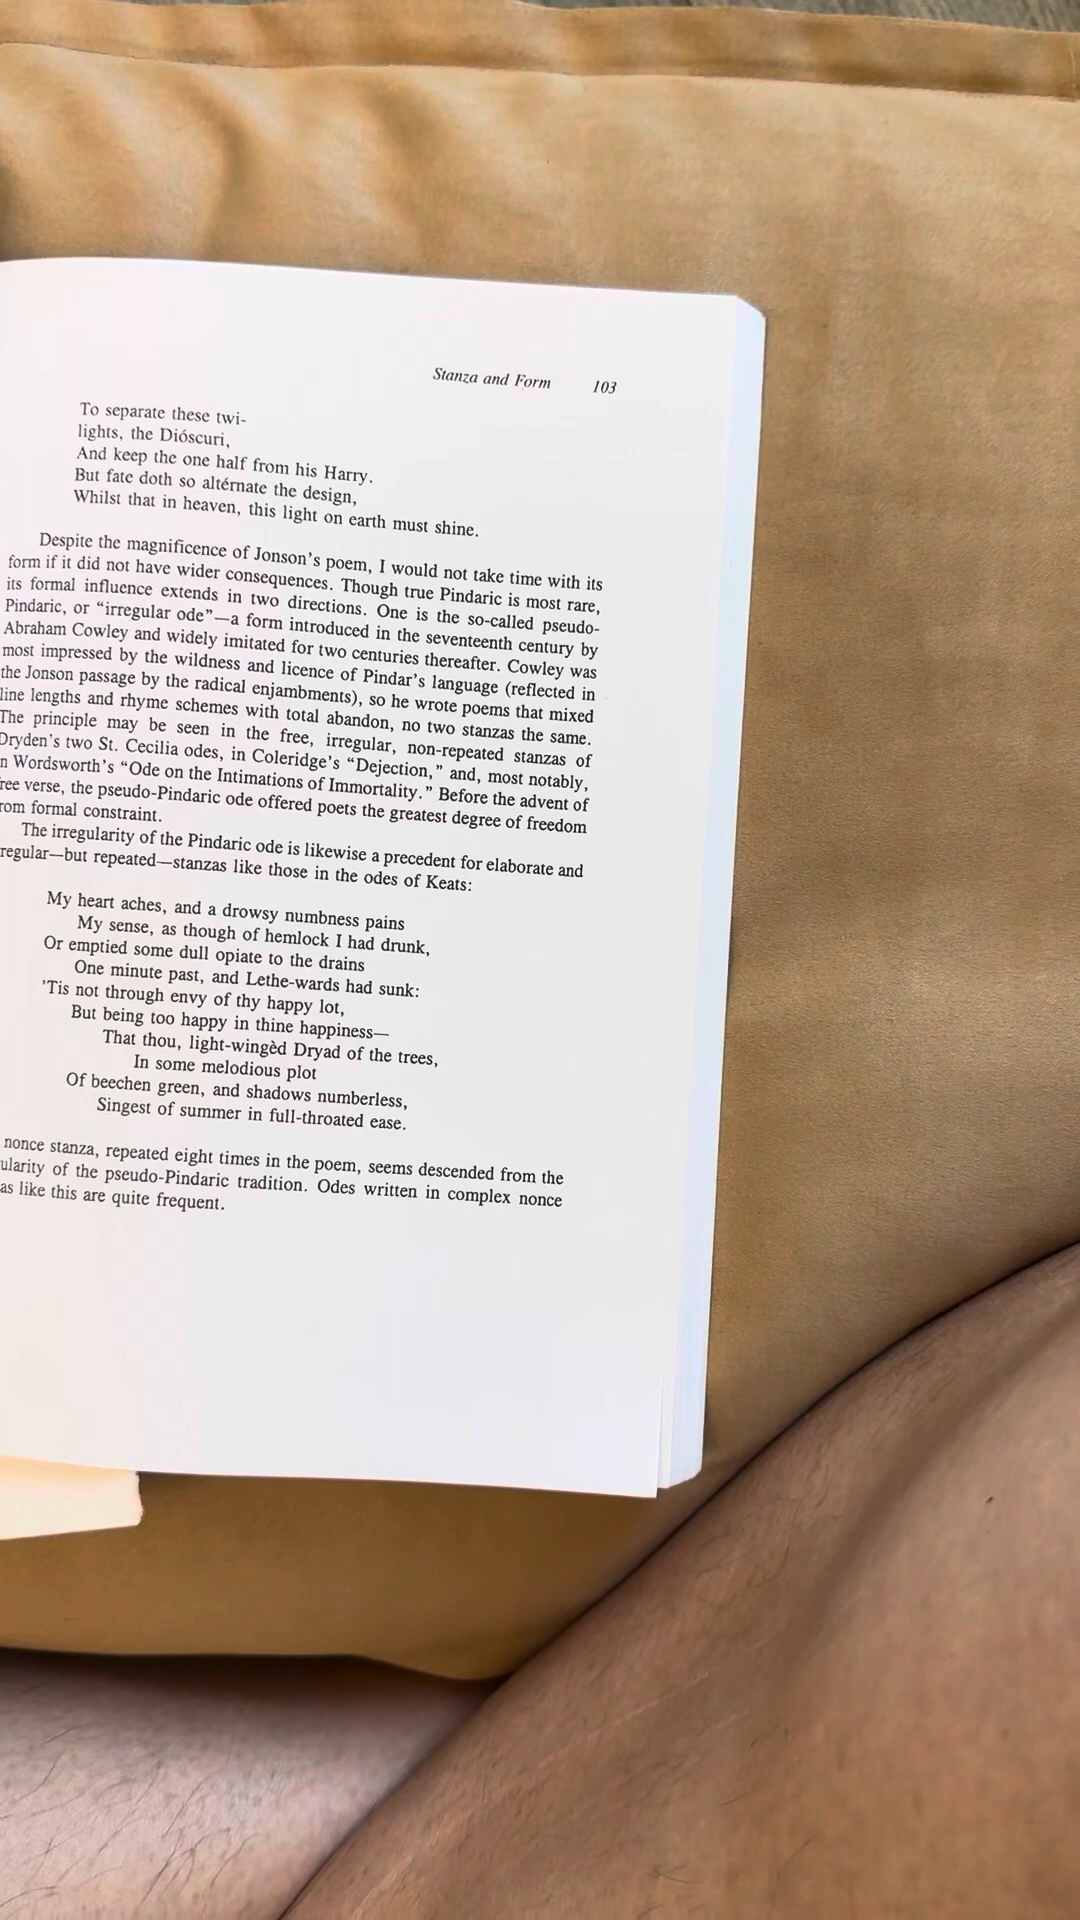 Stanza and Form 103
To separate these twi-
lights, the Dióscuri,
And keep the one half from his Harry.
But fate doth so altérnate the design,
Whilst that in heaven, this light on earth must shine.
Despite the magnificence of Jonson's poem, I would not take time with its
form if it did not have wider consequences. Though true Pindaric is most rare,
its formal influence extends in two directions. One is the so-called pseudo-
Pindaric, or “irregular ode”—a form introduced in the seventeenth century by
Abraham Cowley and widely imitated for two centuries thereafter. Cowley was
most impressed by the wildness and licence of Pindar's language (reflected in
the Jonson passage by the radical enjambments), so he wrote poems that mixed
line lengths and rhyme schemes with total abandon, no two stanzas the same.
The principle may be seen in the free, irregular, non-repeated stanzas of
Dryden's two St. Cecilia odes, in Coleridge's “Dejection,” and, most notably,
n Wordsworth's “Ode on the Intimations of Immortality.” Before the advent of
ree verse, the pseudo-Pindaric ode offered poets the greatest degree of freedom
rom formal constraint.
The irregularity of the Pindaric ode is likewise a precedent for elaborate and
regular—but repeated—stanzas like those in the odes of Keats:
My heart aches, and a drowsy numbness pains
My sense, as though of hemlock I had drunk,
Or emptied some dull opiate to the drains
One minute past, and Lethe-wards had sunk:
'Tis not through envy of thy happy lot,
But being too happy in thine happiness—
That thou, light-wingèd Dryad of the trees,
In some melodious plot
Of beechen green, and shadows numberless,
Singest of summer in full-throated ease.
nonce stanza, repeated eight times in the poem, seems descended from the
ularity of the pseudo-Pindaric tradition. Odes written in complex nonce
as like this are quite frequent.